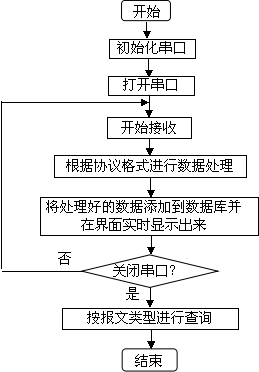 开始
初始化串口
打开串口
开始接收
根据协议格式进行数据处理
将处理好的数据添加到数据库并
在界面实时显示出来
否
关闭串口?
是
按报文类型进行查询
结束